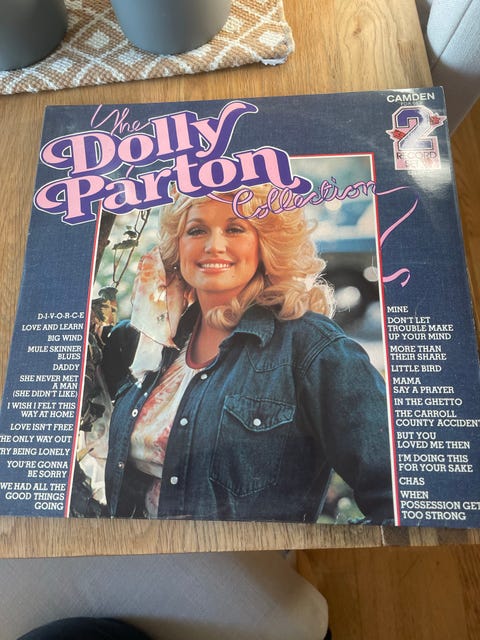 CAMDEN
The
Dolly
Parton
Collection
2
RECORD
SET
D-I-V-O-R-C-E
LOVE AND LEARN
BIG WIND
MULE SKINNER
BLUES
DADDY
SHE NEVER MET
A MAN
(SHE DIDN'T LIKE)
I WISH I FELT THIS
WAY AT HOME
LOVE ISN'T FREE
THE ONLY WAY OUT
TRY BEING LONELY
YOU'RE GONNA
BE SORRY
WE HAD ALL THE
GOOD THINGS
GOING
MINE
DON'T LET
TROUBLE MAKE
UP YOUR MIND
MORE THAN
THEIR SHARE
LITTLE BIRD
MAMA
SAY A PRAYER
IN THE GHETTO
THE CARROLL
COUNTY ACCIDENT
BUT YOU
LOVED ME THEN
I'M DOING THIS
FOR YOUR SAKE
CHAS
WHEN
POSSESSION GET
TOO STRONG